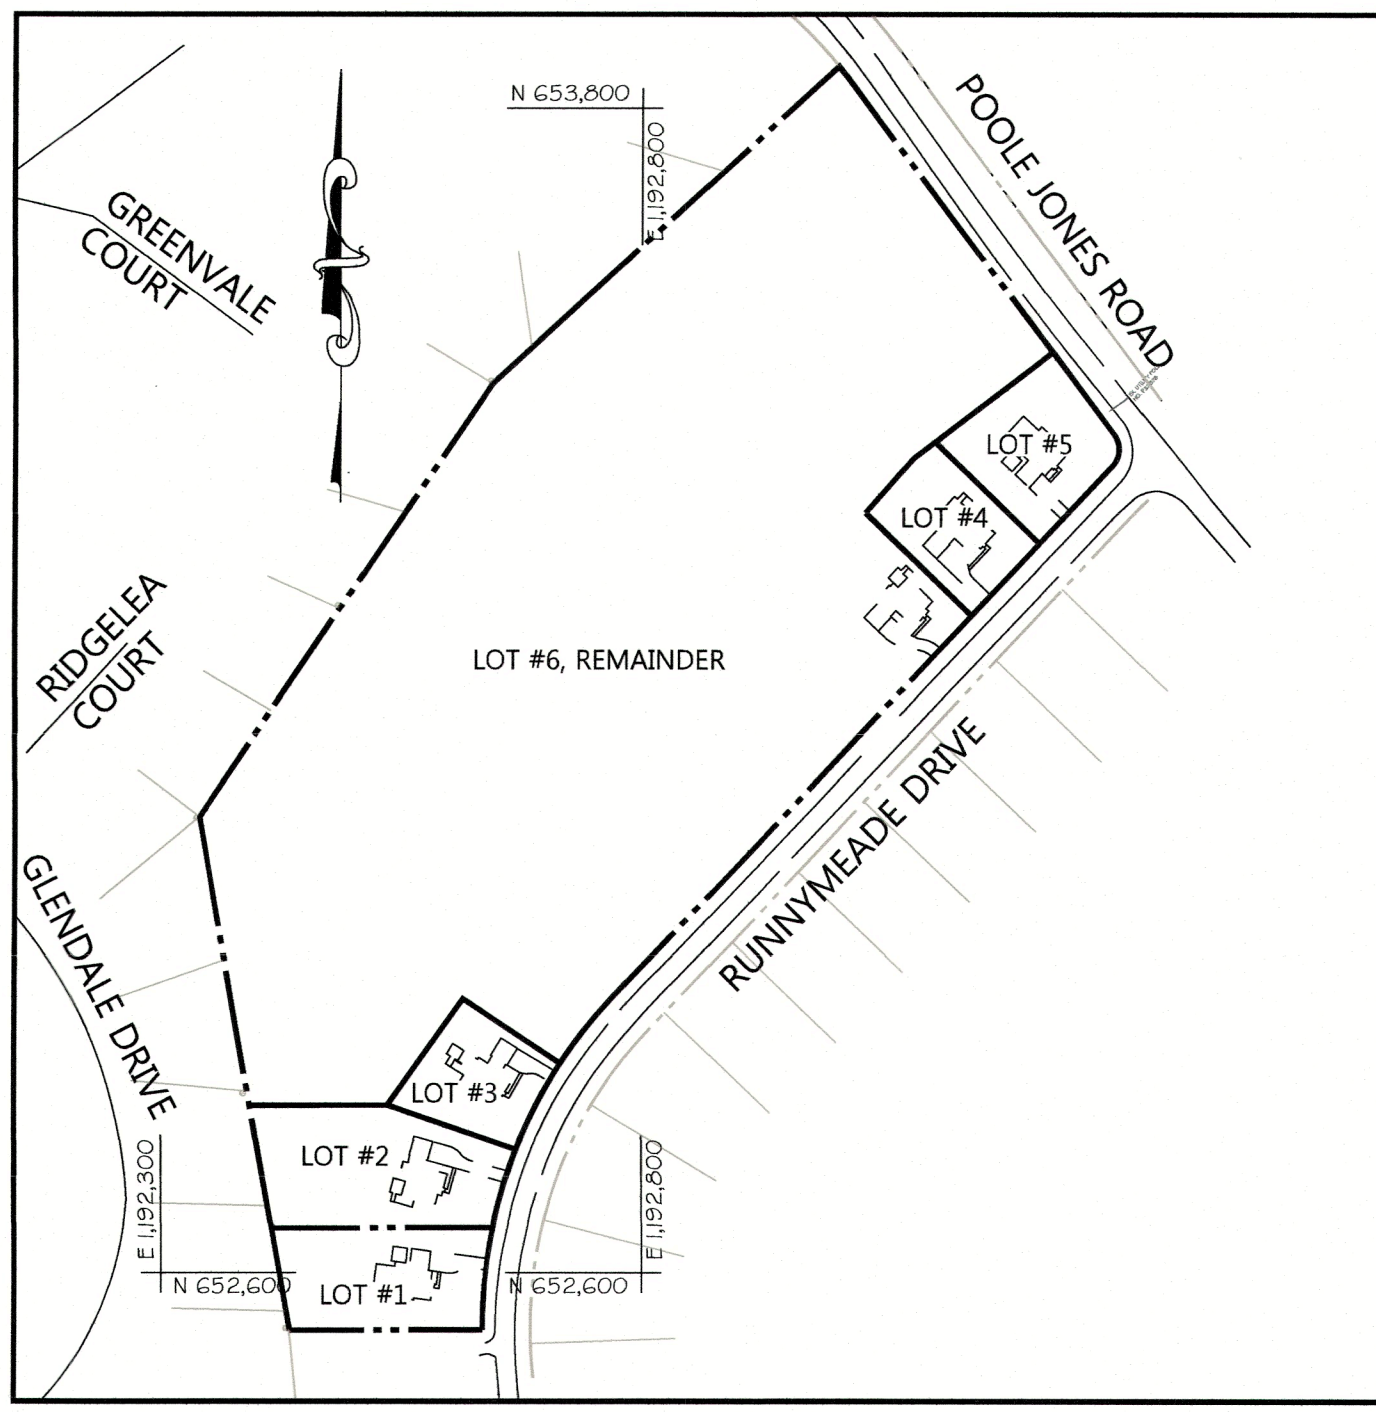 N 653,800
E 1,192,800
POOLE JONES ROAD
GREENVALE
COURT
LOT #5
LOT #4
RIDGELEA
COURT
LOT #6, REMAINDER
RUNNYMEADE DRIVE
GLENDALE DRIVE
LOT #3
LOT #2
E 1,192,300
E 1,192,800
N 652,600
N 652,600
LOT #1